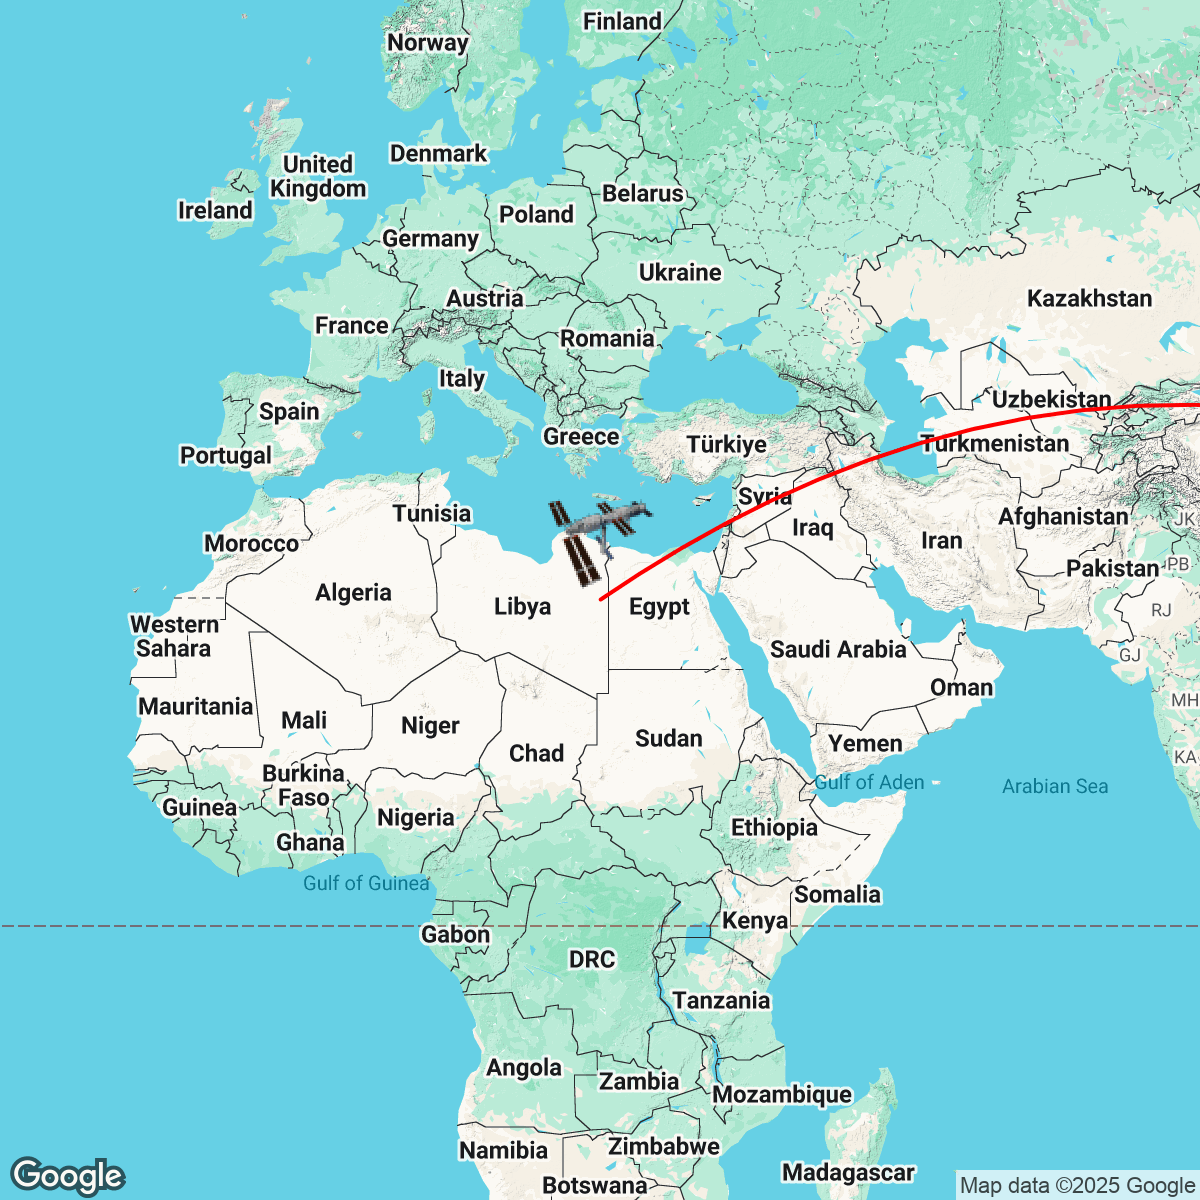 Finland
Norway
Denmark
United
Kingdom
Ireland
Belarus
Poland
Germany
Ukraine
Austria
Kazakhstan
France
Romania
Italy
Uzbekistan
Spain
Greece
Türkiye
Turkmenistan
Portugal
Syria
Tunisia
Afghanistan
JK
Iraq
Morocco
Iran
Pakistan
PB
Algeria
Libya
Egypt
RJ
Western
Sahara
Saudi Arabia
GJ
Oman
Mauritania
MH
Mali
Niger
Sudan
Yemen
Chad
KA
Burkina
Faso
Gulf of Aden
Arabian Sea
Guinea
Nigeria
Ethiopia
Ghana
Gulf of Guinea
Somalia
Kenya
Gabon
DRC
Tanzania
Angola
Zambia
Mozambique
Zimbabwe
Namibia
Madagascar
Botswana
Google
Map data ©2025 Google